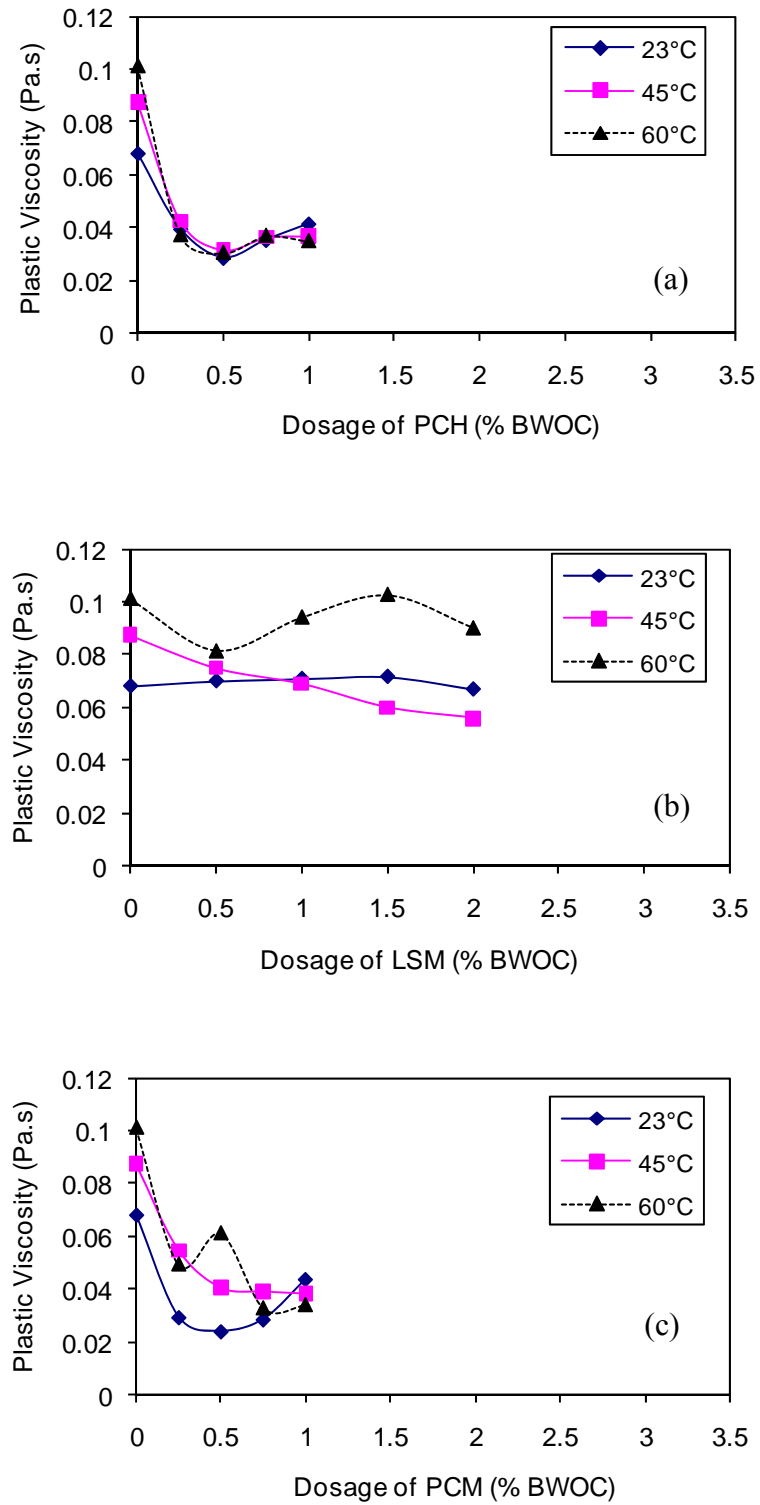 Plastic Viscosity (Pa.s)
0.12
0.1
0.08
0.06
0.04
0.02
0
23°C
45°C
60°C
(a)
0 0.5 1 1.5 2 2.5 3 3.5
Dosage of PCH (% BWOC)
Plastic Viscosity (Pa.s)
0.12
0.1
0.08
0.06
0.04
0.02
0
23°C
45°C
60°C
(b)
0 0.5 1 1.5 2 2.5 3 3.5
Dosage of LSM (% BWOC)
Plastic Viscosity (Pa.s)
0.12
0.1
0.08
0.06
0.04
0.02
0
23°C
45°C
60°C
(c)
0 0.5 1 1.5 2 2.5 3 3.5
Dosage of PCM (% BWOC)